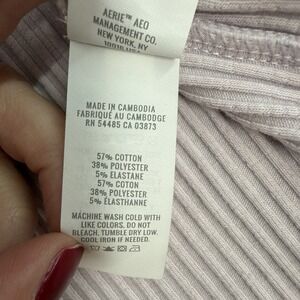 AERIE™ AEO
MANAGEMENT CO.
NEW YORK, NY
10019 USA
MADE IN CAMBODIA
FABRIQUÉ AU CAMBODGE
RN 54485 CA 03873
57% COTTON
38% POLYESTER
5% ELASTANE
57% COTON
38% POLYESTER
5% ÉLASTHANNE
MACHINE WASH COLD WITH
LIKE COLORS. DO NOT
BLEACH. TUMBLE DRY LOW.
COOL IRON IF NEEDED.